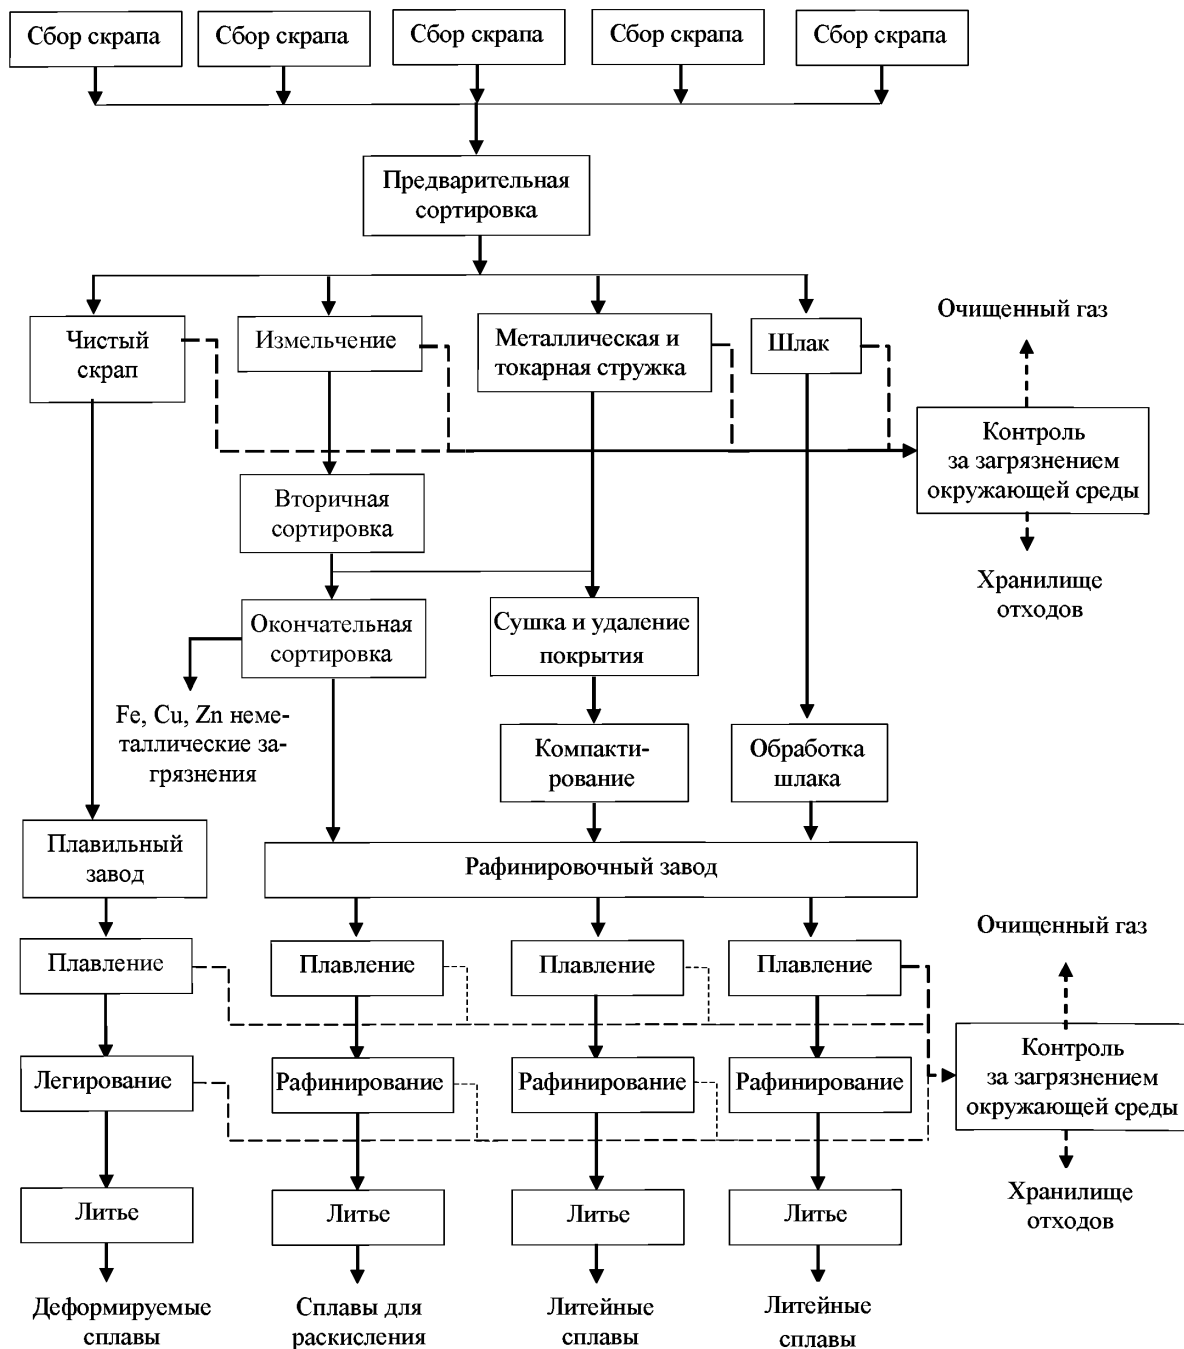 Сбор скрапа
Сбор скрапа
Сбор скрапа
Сбор скрапа
Сбор скрапа
Предварительная
сортировка
Чистый
скрап
Измельчение
Металлическая и
токарная стружка
Шлак
Очищенный газ
Контроль
за загрязнением
окружающей среды
Хранилище
отходов
Вторичная
сортировка
Окончательная
сортировка
Сушка и удаление
покрытия
Fe, Cu, Zn неме-
таллические за-
грязнения
Компакти-
рование
Обработка
шлака
Плавильный
завод
Рафинировочный завод
Плавление
Плавление
Плавление
Плавление
Очищенный газ
Легирование
Рафинирование
Рафинирование
Рафинирование
Контроль
за загрязнением
окружающей среды
Хранилище
отходов
Литье
Литье
Литье
Литье
Деформируемые
сплавы
Сплавы для
раскисления
Литейные
сплавы
Литейные
сплавы